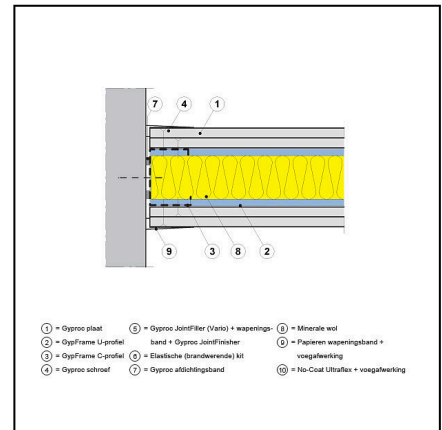 7 4 1
9 3 8 2
1 = Gyproc plaat
2 = GypFrame U-profiel
3 = GypFrame C-profiel
4 = Gyproc schroef
5 = Gyproc JointFiller (Vario) + wapenings-
band + Gyproc JointFinisher
6 = Elastische (brandwerende) kit
7 = Gyproc afdichtingsband
8 = Minerale wol
9 = Papieren wapeningsband +
voegafwerking
10 = No-Coat Ultraflex + voegafwerking